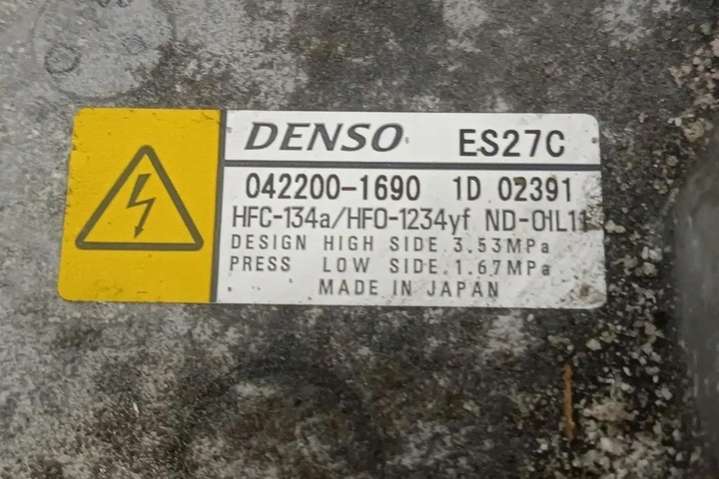 DENSO ES27C
042200-1690 1D 02391
HFC-134a/HFO-1234yf ND-OIL11
DESIGN HIGH SIDE.3.53MPa
PRESS LOW SIDE.1.67MPa
MADE IN JAPAN